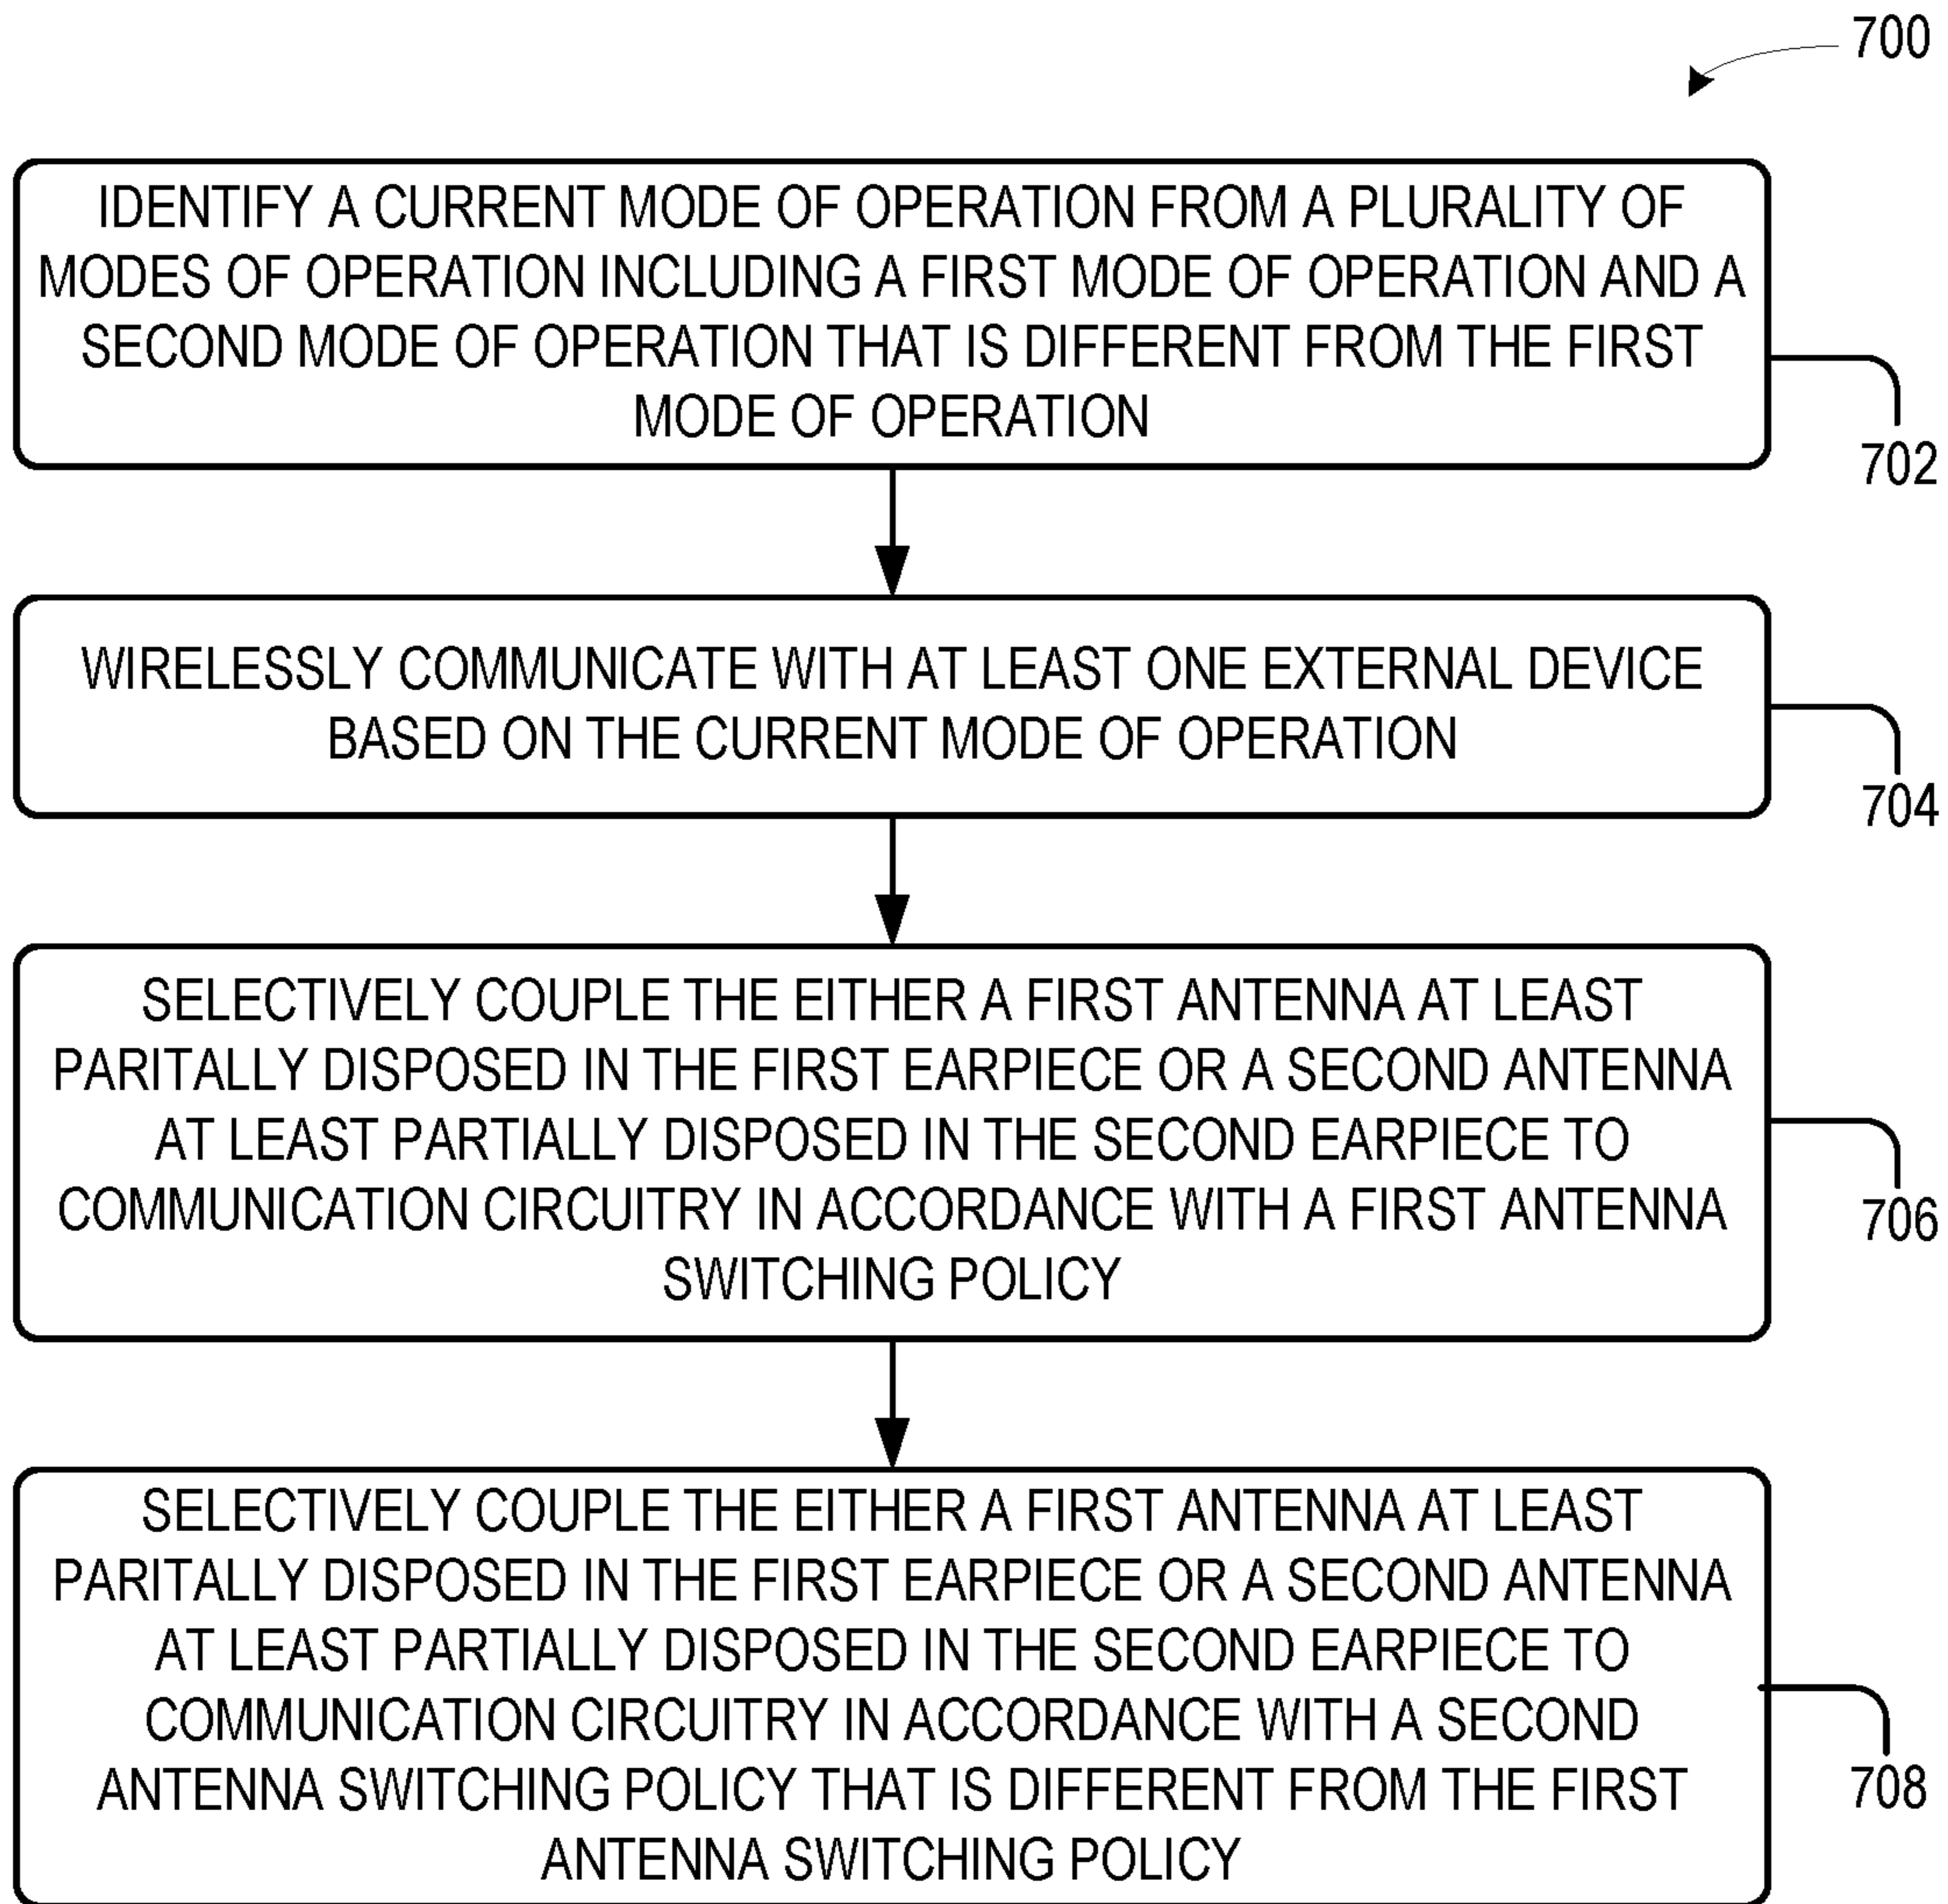 700
IDENTIFY A CURRENT MODE OF OPERATION FROM A PLURALITY OF
MODES OF OPERATION INCLUDING A FIRST MODE OF OPERATION AND A
SECOND MODE OF OPERATION THAT IS DIFFERENT FROM THE FIRST
MODE OF OPERATION
702
WIRELESSLY COMMUNICATE WITH AT LEAST ONE EXTERNAL DEVICE
BASED ON THE CURRENT MODE OF OPERATION
704
SELECTIVELY COUPLE THE EITHER A FIRST ANTENNA AT LEAST
PARITALLY DISPOSED IN THE FIRST EARPIECE OR A SECOND ANTENNA
AT LEAST PARTIALLY DISPOSED IN THE SECOND EARPIECE TO
COMMUNICATION CIRCUITRY IN ACCORDANCE WITH A FIRST ANTENNA
SWITCHING POLICY
706
SELECTIVELY COUPLE THE EITHER A FIRST ANTENNA AT LEAST
PARITALLY DISPOSED IN THE FIRST EARPIECE OR A SECOND ANTENNA
AT LEAST PARTIALLY DISPOSED IN THE SECOND EARPIECE TO
COMMUNICATION CIRCUITRY IN ACCORDANCE WITH A SECOND
ANTENNA SWITCHING POLICY THAT IS DIFFERENT FROM THE FIRST
ANTENNA SWITCHING POLICY
708